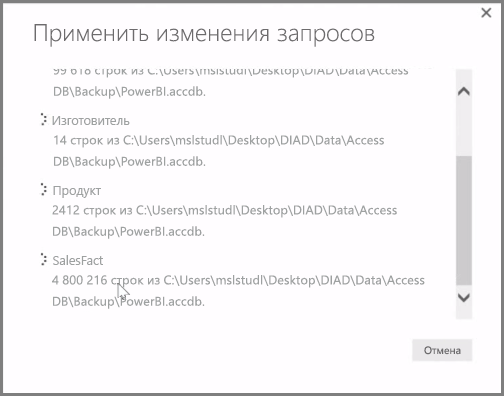 Применить изменения запросов
99 618 строк из C:\Users\mslstudl\Desktop\DIAD\Data\Access
DB\Backup\PowerBI.accdb.
Изготовитель
14 строк из C:\Users\mslstudl\Desktop\DIAD\Data\Access
DB\Backup\PowerBI.accdb.
Продукт
2412 строк из C:\Users\mslstudl\Desktop\DIAD\Data\Access
DB\Backup\PowerBI.accdb.
SalesFact
4 800 216 строк из C:\Users\mslstudl\Desktop\DIAD\Data\Access
DB\Backup\PowerBI.accdb.
Отмена